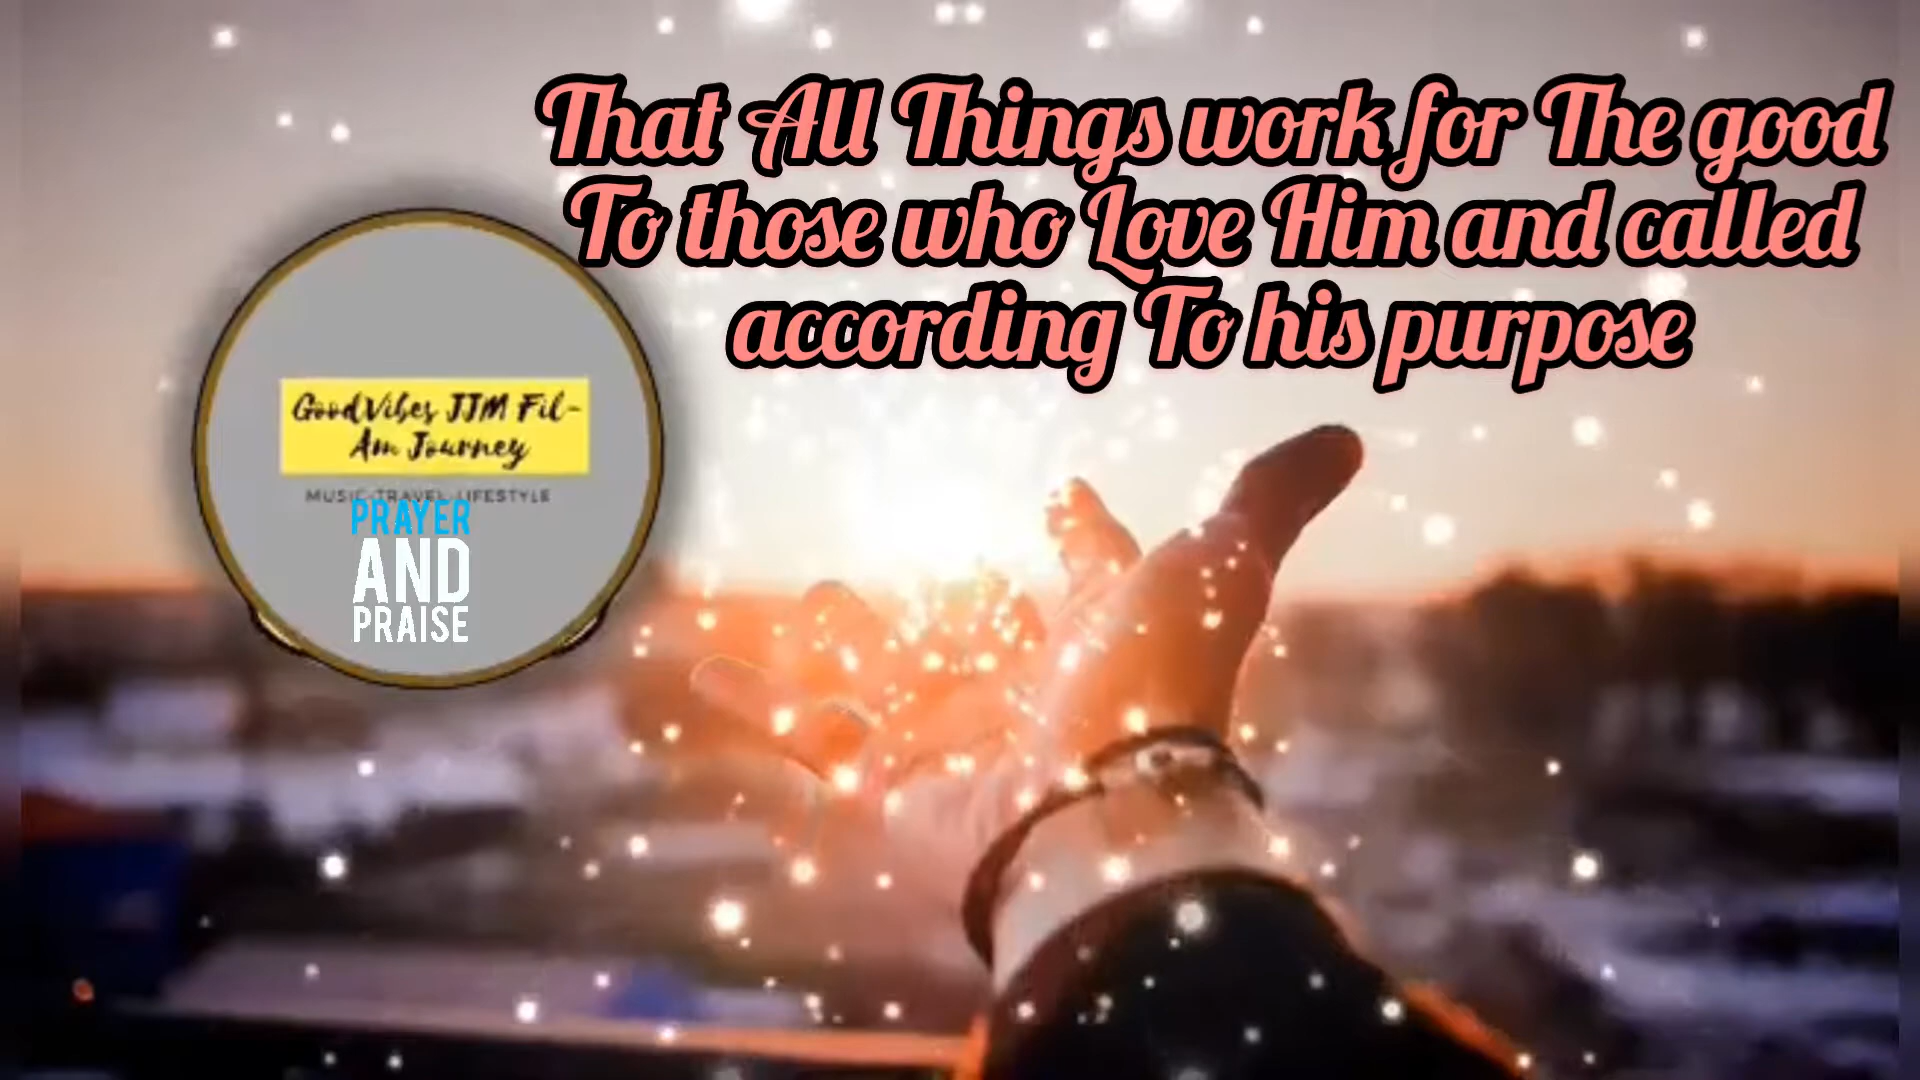 That All Things work for The good
To those who Love Him and called
according To his purpose
GoodVibes JJM Fil-
Am Journey
MUSIC-TRAVEL-LIFESTYLE
PRAYER
AND
PRAISE